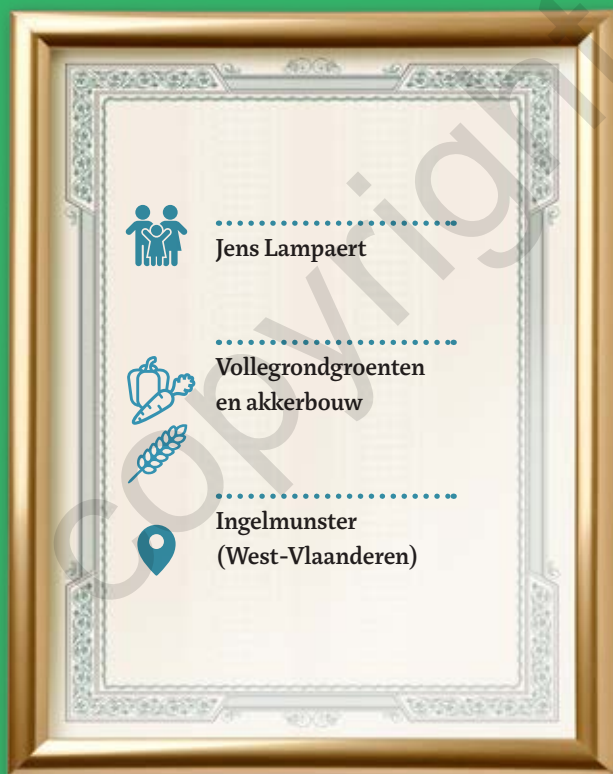 Jens Lampaert
Vollegrondgroenten
en akkerbouw
Ingelmunster
(West-Vlaanderen)
copyright